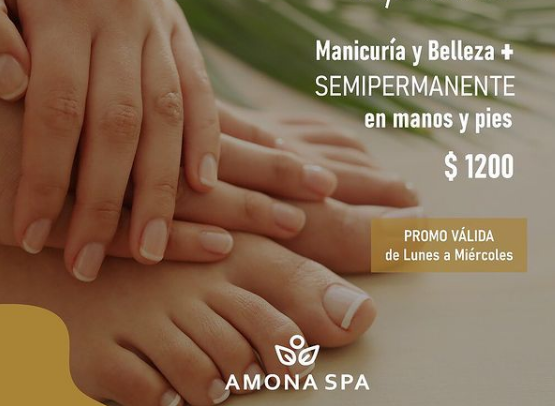 Manicuría y Belleza +
SEMIPERMANENTE
en manos y pies
$ 1200
PROMO VÁLIDA
de Lunes a Miércoles
AMONA SPA